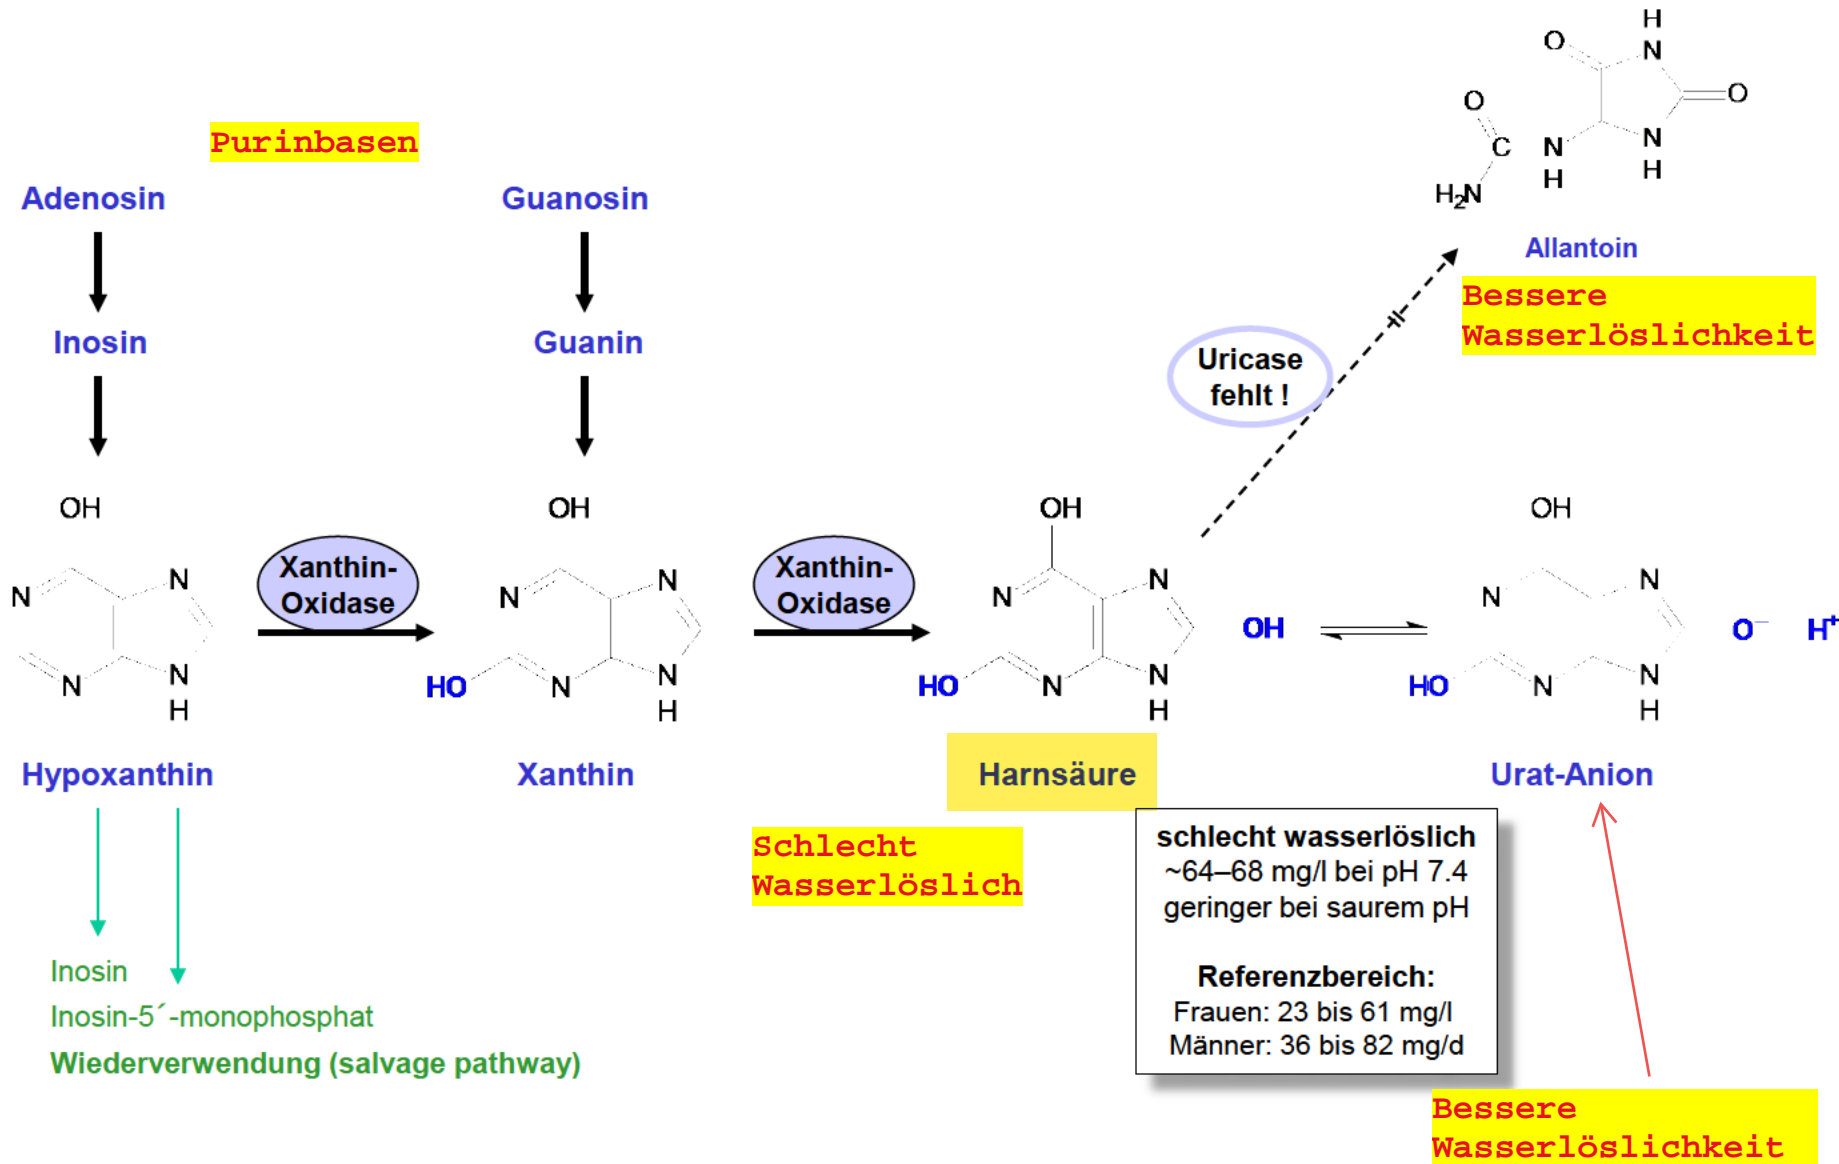 Purinbasen
Adenosin
Guanosin
Inosin
Guanin
H
N
O
O
O
C
N
H
N
H
H₂N
Allantoin
Bessere
Wasserlöslichkeit
Uricase
fehlt !
OH
N
N
N
N
H
Hypoxanthin
Xanthin-
Oxidase
OH
N
N
HO
N
N
H
Xanthin
Xanthin-
Oxidase
OH
N
N
OH
HO
N
N
H
Harnsäure
OH
N
N
O⁻
H⁺
HO
N
N
H
Urat-Anion
Schlecht
Wasserlöslich
schlecht wasserlöslich
~64–68 mg/l bei pH 7.4
geringer bei saurem pH
Referenzbereich:
Frauen: 23 bis 61 mg/l
Männer: 36 bis 82 mg/d
Inosin
Inosin-5´-monophosphat
Wiederverwendung (salvage pathway)
Bessere
Wasserlöslichkeit